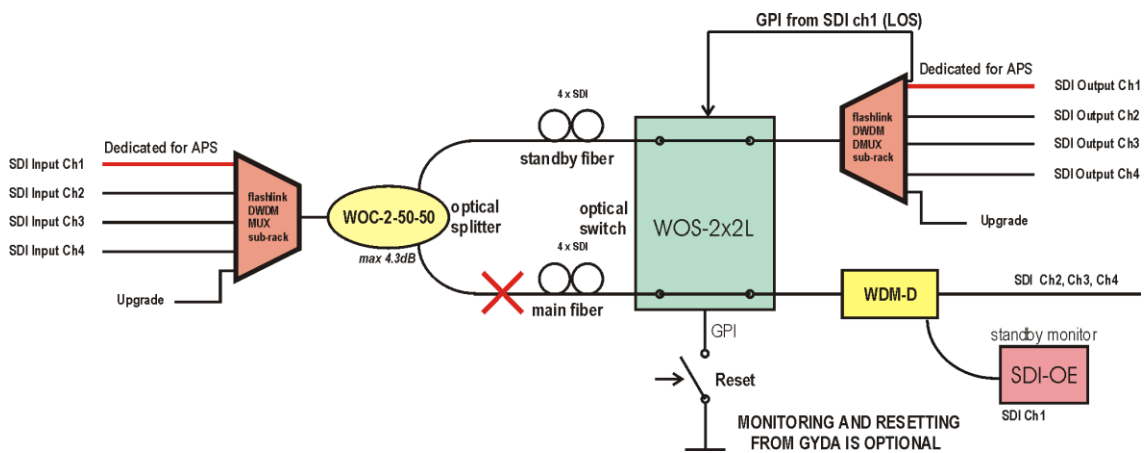 GPI from SDI ch1 (LOS)
Dedicated for APS
SDI Output Ch1
SDI Output Ch2
SDI Output Ch3
SDI Output Ch4
flashlink
DWDM
DMUX
sub-rack
Upgrade
4 x SDI
standby fiber
Dedicated for APS
SDI Input Ch1
SDI Input Ch2
SDI Input Ch3
SDI Input Ch4
flashlink
DWDM
MUX
sub-rack
Upgrade
WOC-2-50-50
optical
splitter
max 4.3dB
optical
switch
WOS-2x2L
4 x SDI
main fiber
GPI
Reset
WDM-D
SDI Ch2, Ch3, Ch4
standby monitor
SDI-OE
SDI Ch1
MONITORING AND RESETTING
FROM GYDA IS OPTIONAL